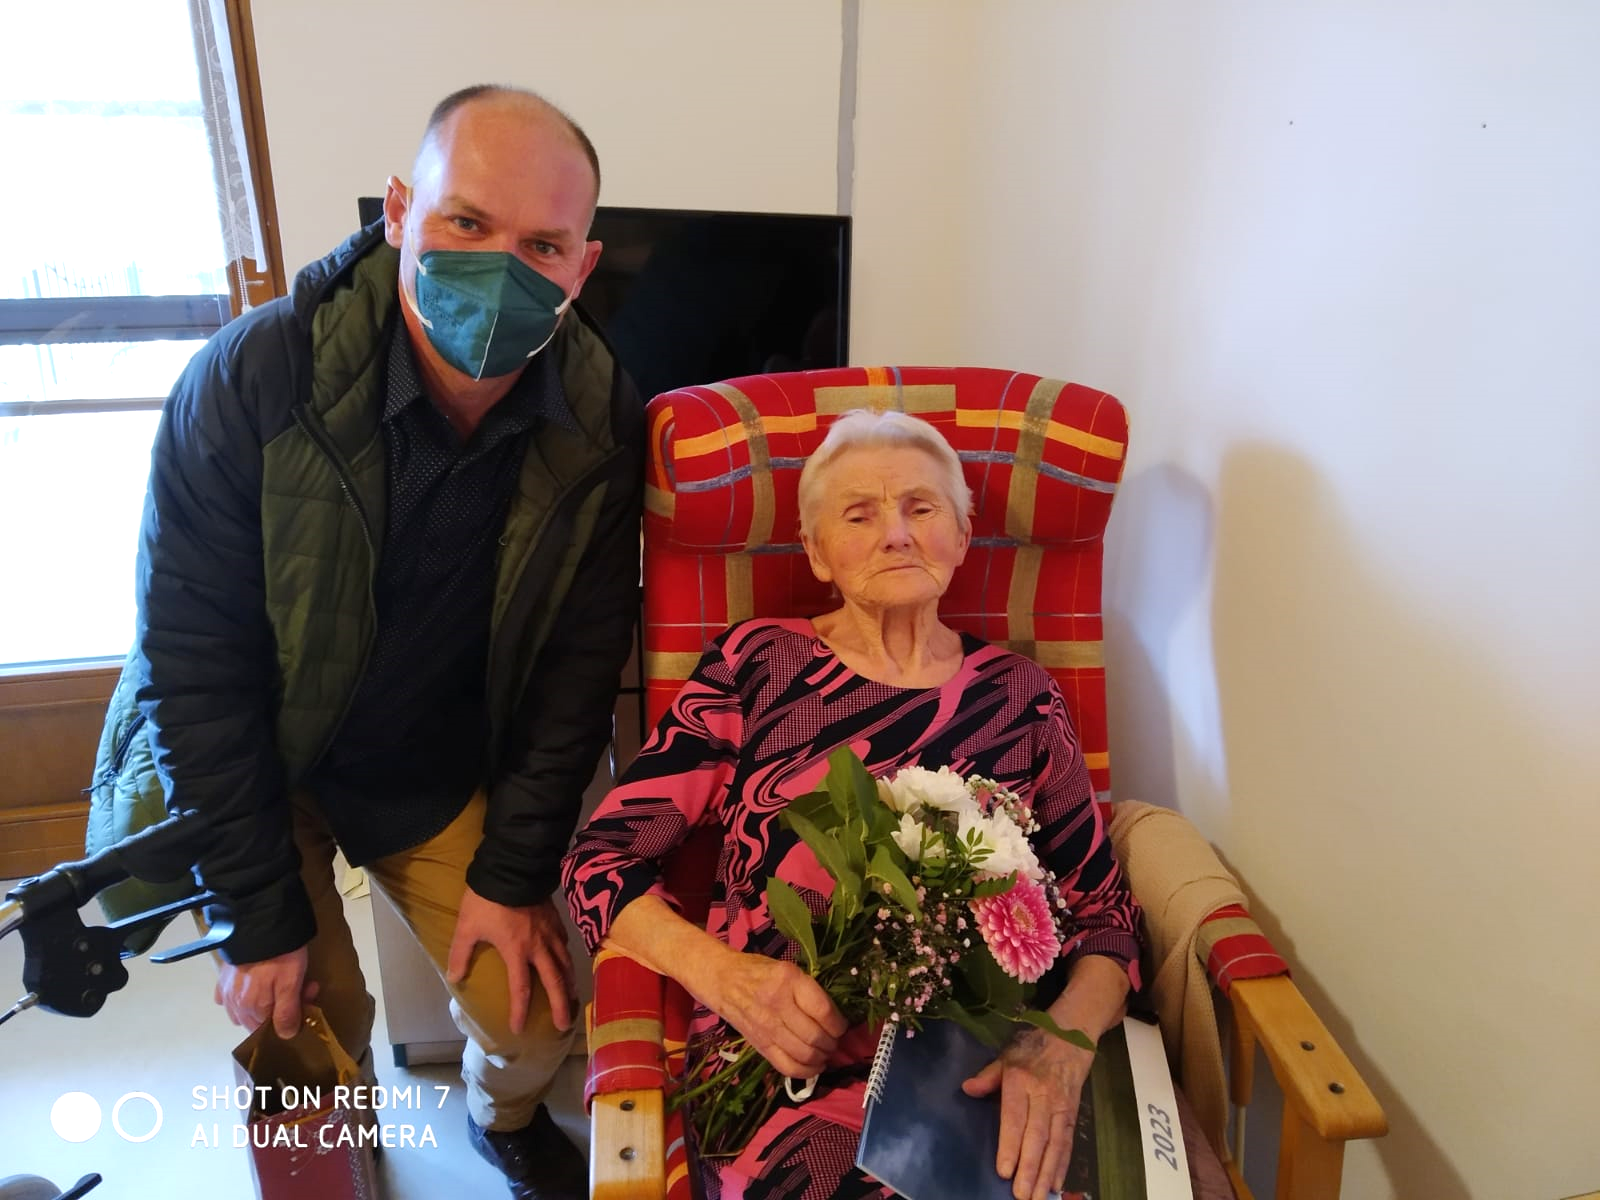 2023
SHOT ON REDMI 7
AI DUAL CAMERA